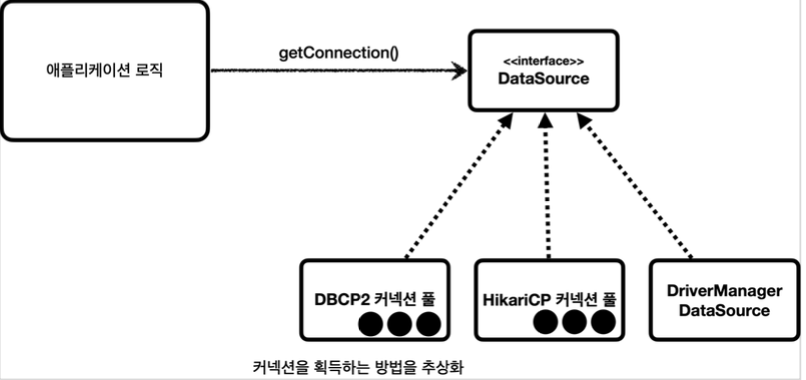 애플리케이션 로직
getConnection()
<<interface>>
DataSource
DBCP2 커넥션 풀
HikariCP 커넥션 풀
DriverManager
DataSource
커넥션을 획득하는 방법을 추상화